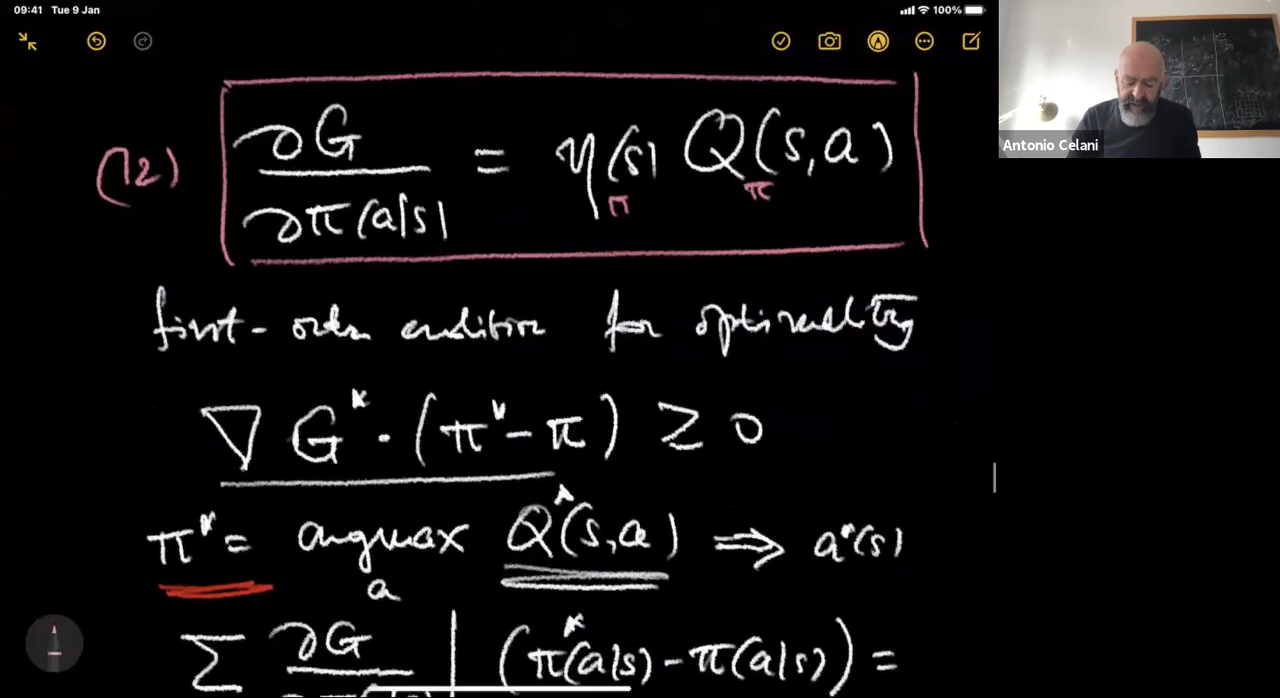 09:41 Tue 9 Jan 100%
Antonio Celani
(12) ∂G/∂π(a|s) = η_π(s) Q_π(s,a)
first-order condition for optimality
∇G* · (π* - π) ≥ 0
π* = argmax_a Q*(s,a) ⇒ a*(s)
Σ ∂G | (π*(a|s) - π(a|s)) =